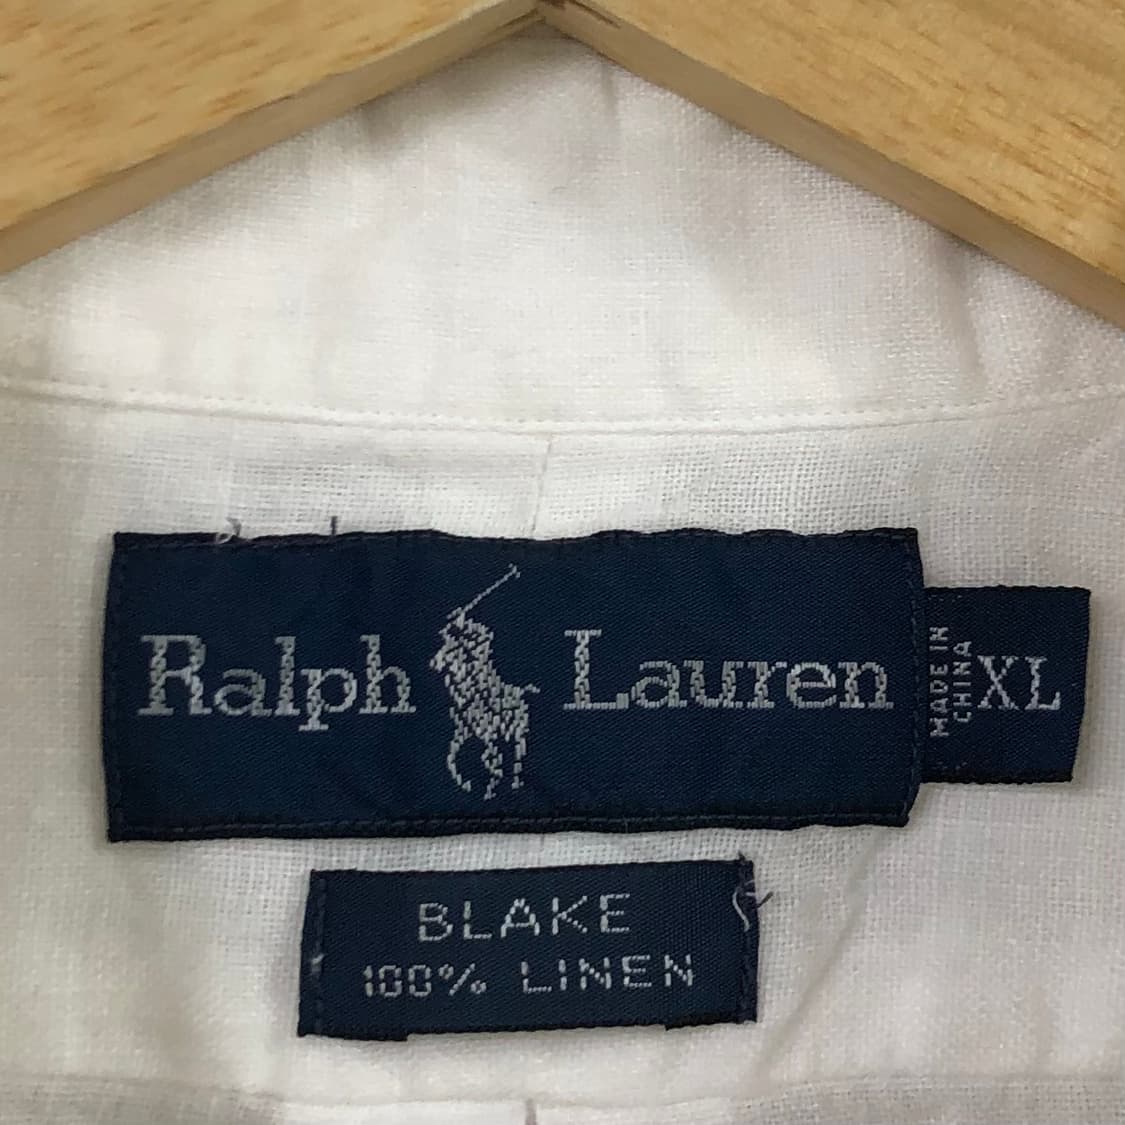 Ralph Lauren
MADE IN
CHINA
XL
BLAKE
100% LINEN